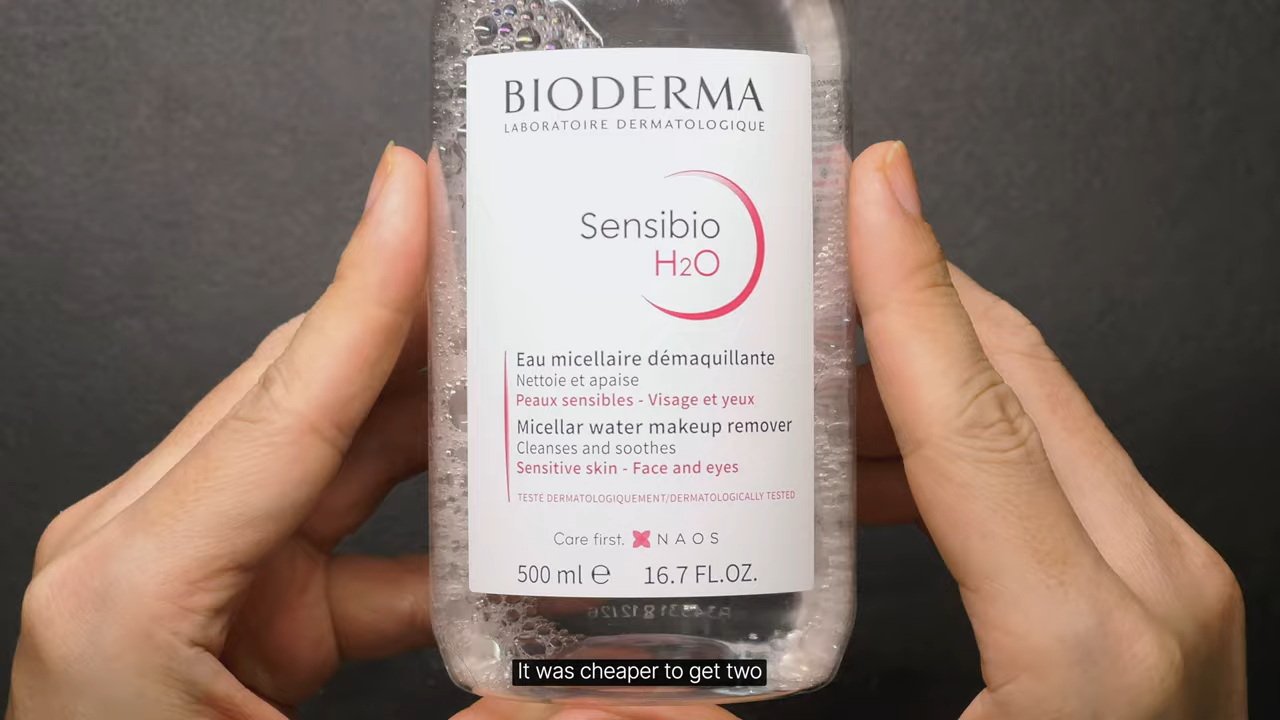 BIODERMA
LABORATOIRE DERMATOLOGIQUE
Sensibio
H2O
Eau micellaire démaquillante
Nettoie et apaise
Peaux sensibles - Visage et yeux
Micellar water makeup remover
Cleanses and soothes
Sensitive skin - Face and eyes
TESTÉ DERMATOLOGIQUEMENT/DERMATOLOGICALLY TESTED
Care first. NAOS
500 ml ℮ 16.7 FL.OZ.
It was cheaper to get two